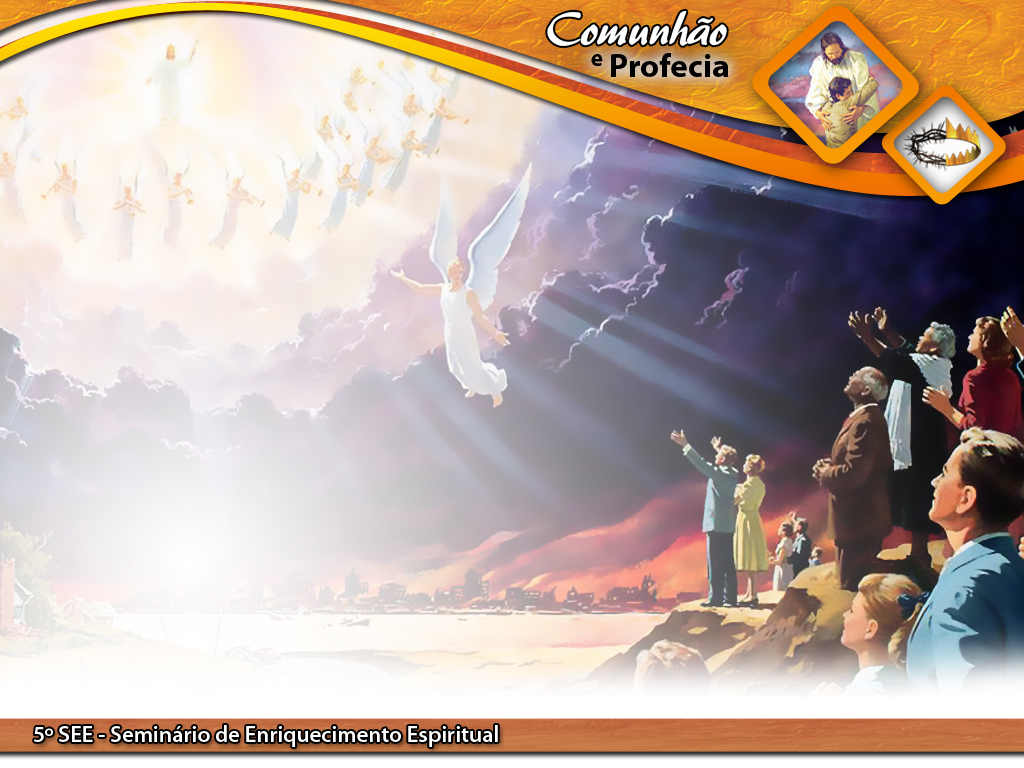 Comunhão
e Profecia
5º SEE - Seminário de Enriquecimento Espiritual